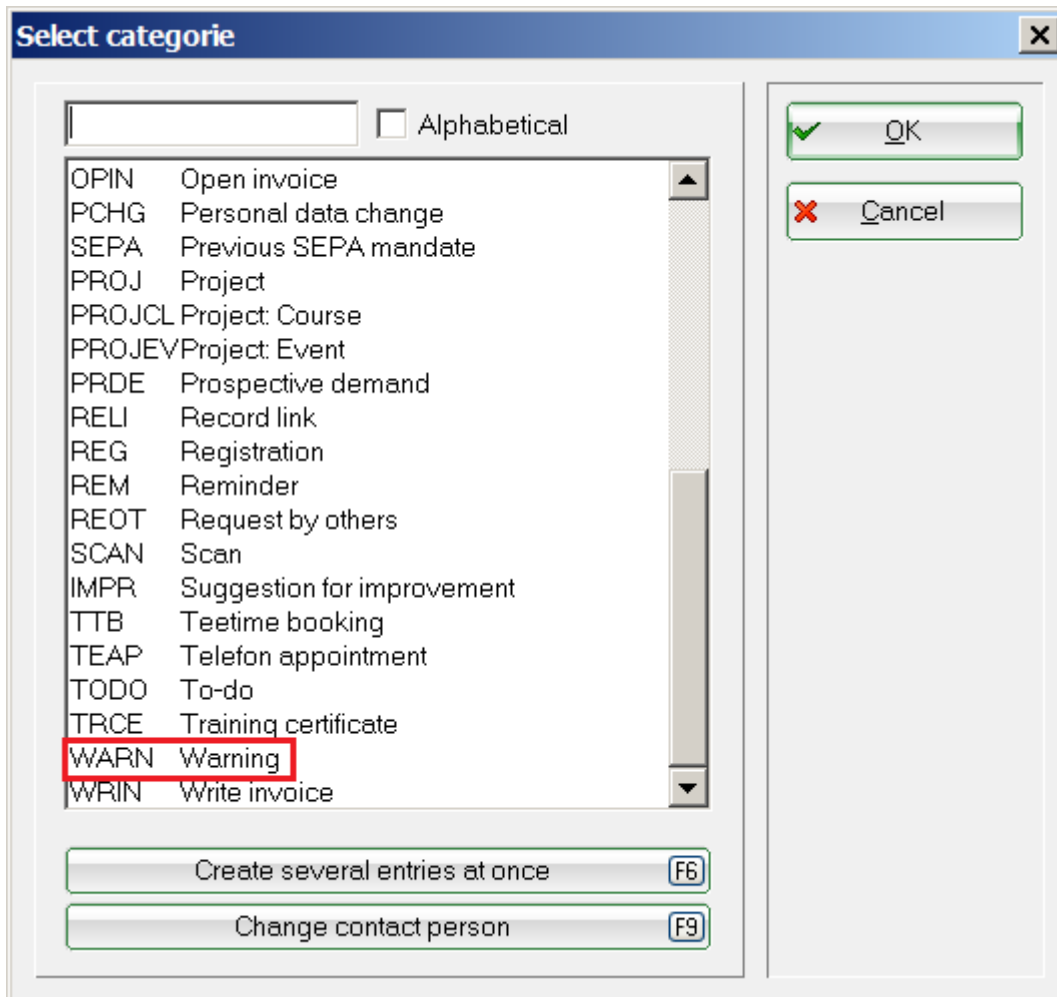 Select categorie
Alphabetical
OPIN Open invoice
PCHG Personal data change
SEPA Previous SEPA mandate
PROJ Project
PROJCL Project: Course
PROJEV Project: Event
PRDE Prospective demand
RELI Record link
REG Registration
REM Reminder
REOT Request by others
SCAN Scan
IMPR Suggestion for improvement
TTB Teetime booking
TEAP Telefon appointment
TODO To-do
TRCE Training certificate
WARN Warning
WRIN Write invoice
Create several entries at once F6
Change contact person F9
OK
Cancel